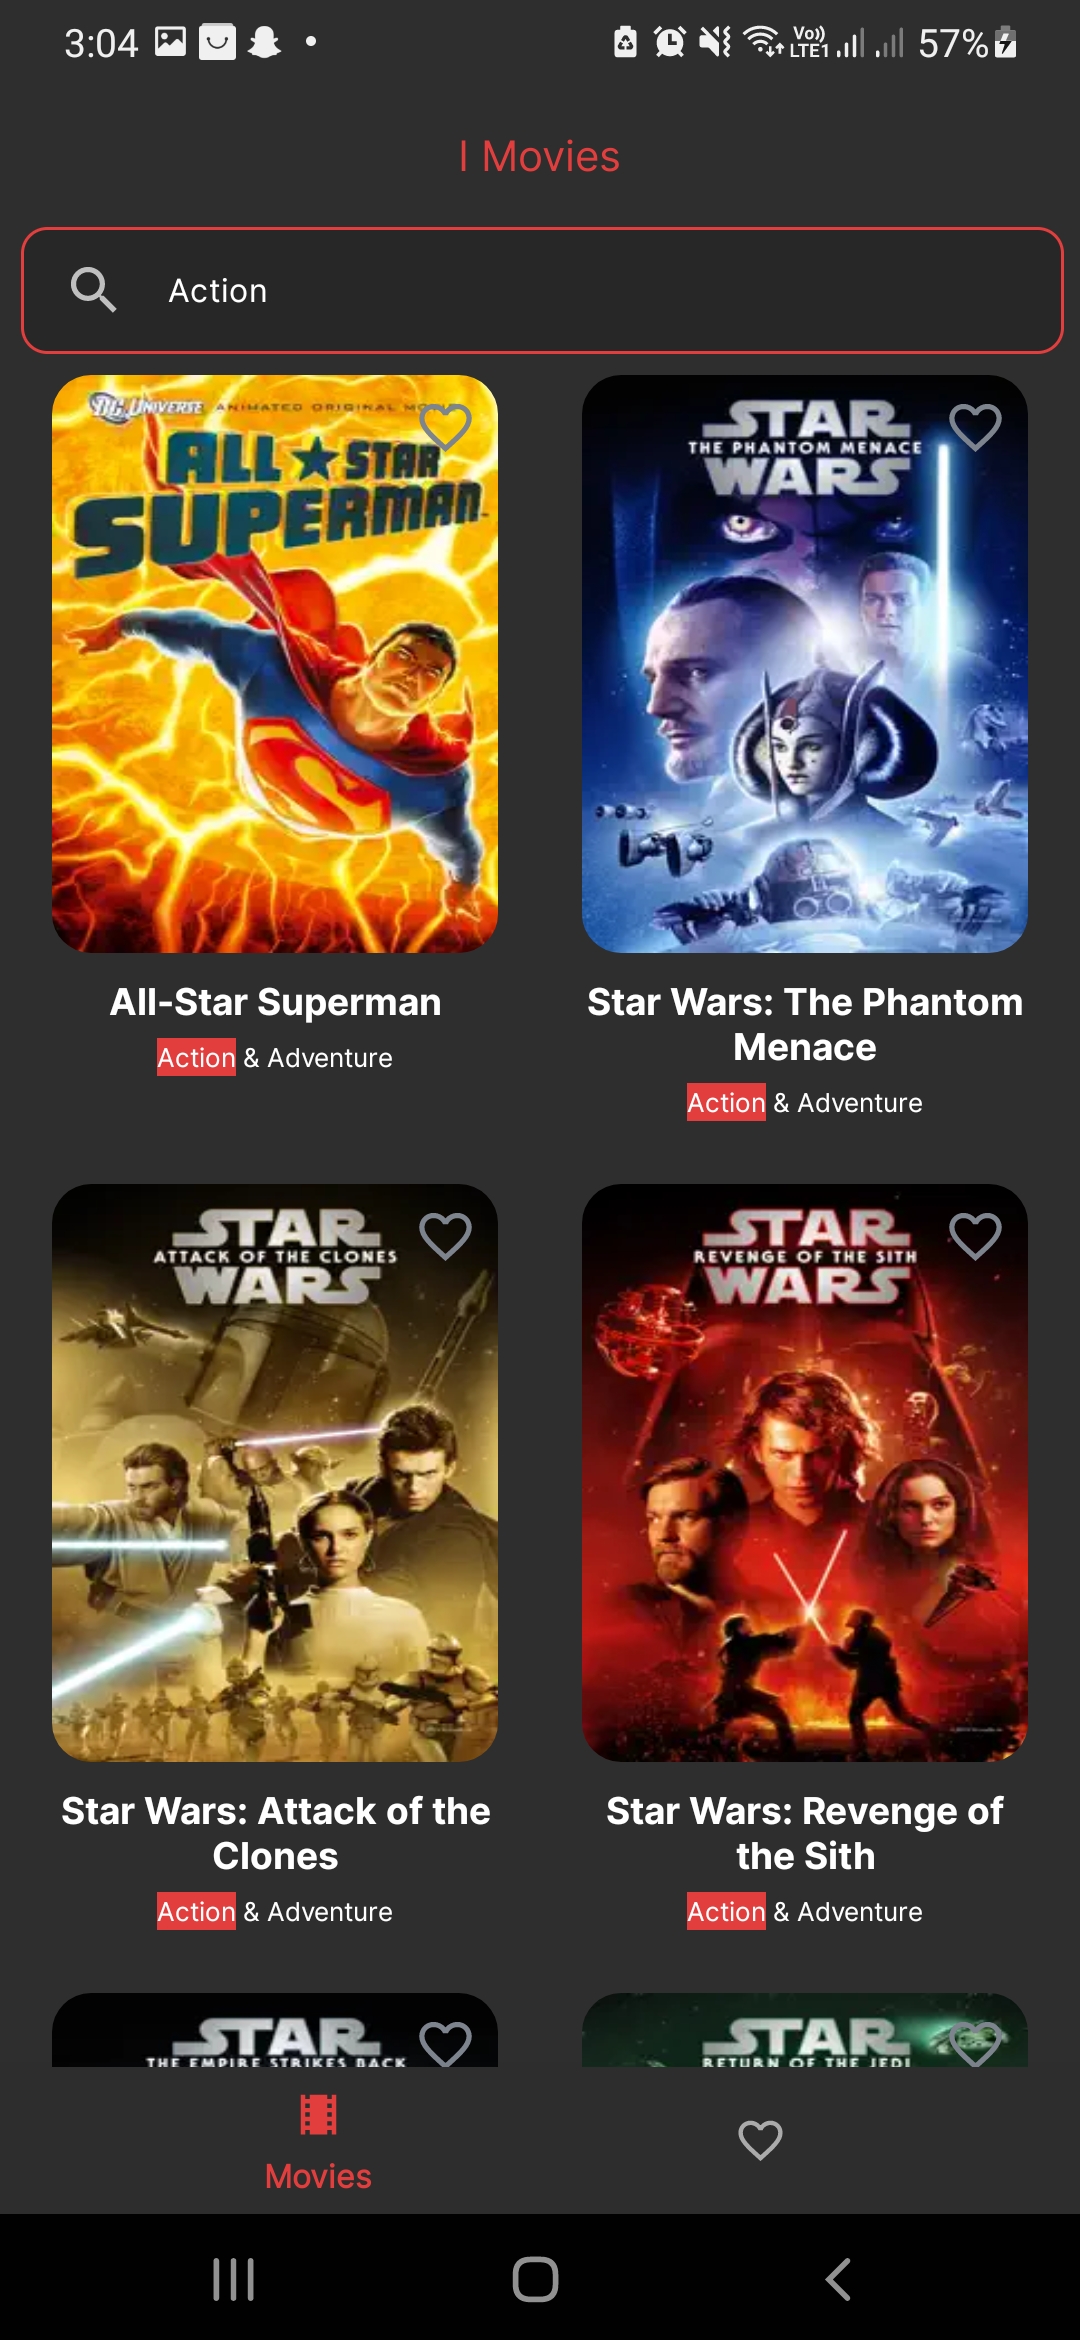 3:04
Vo)) LTE1
57%
I Movies
Action
DC UNIVERSE ANIMATED ORIGINAL MO
ALL★STAR
SUPERMAN
STAR
THE PHANTOM MENACE
WARS
All-Star Superman
Action & Adventure
Star Wars: The Phantom
Menace
Action & Adventure
STAR
ATTACK OF THE CLONES
WARS
STAR
REVENGE OF THE SITH
WARS
Star Wars: Attack of the
Clones
Action & Adventure
Star Wars: Revenge of
the Sith
Action & Adventure
STAR
THE EMPIRE STRIKES BACK
STAR
RETURN OF THE JEDI
Movies